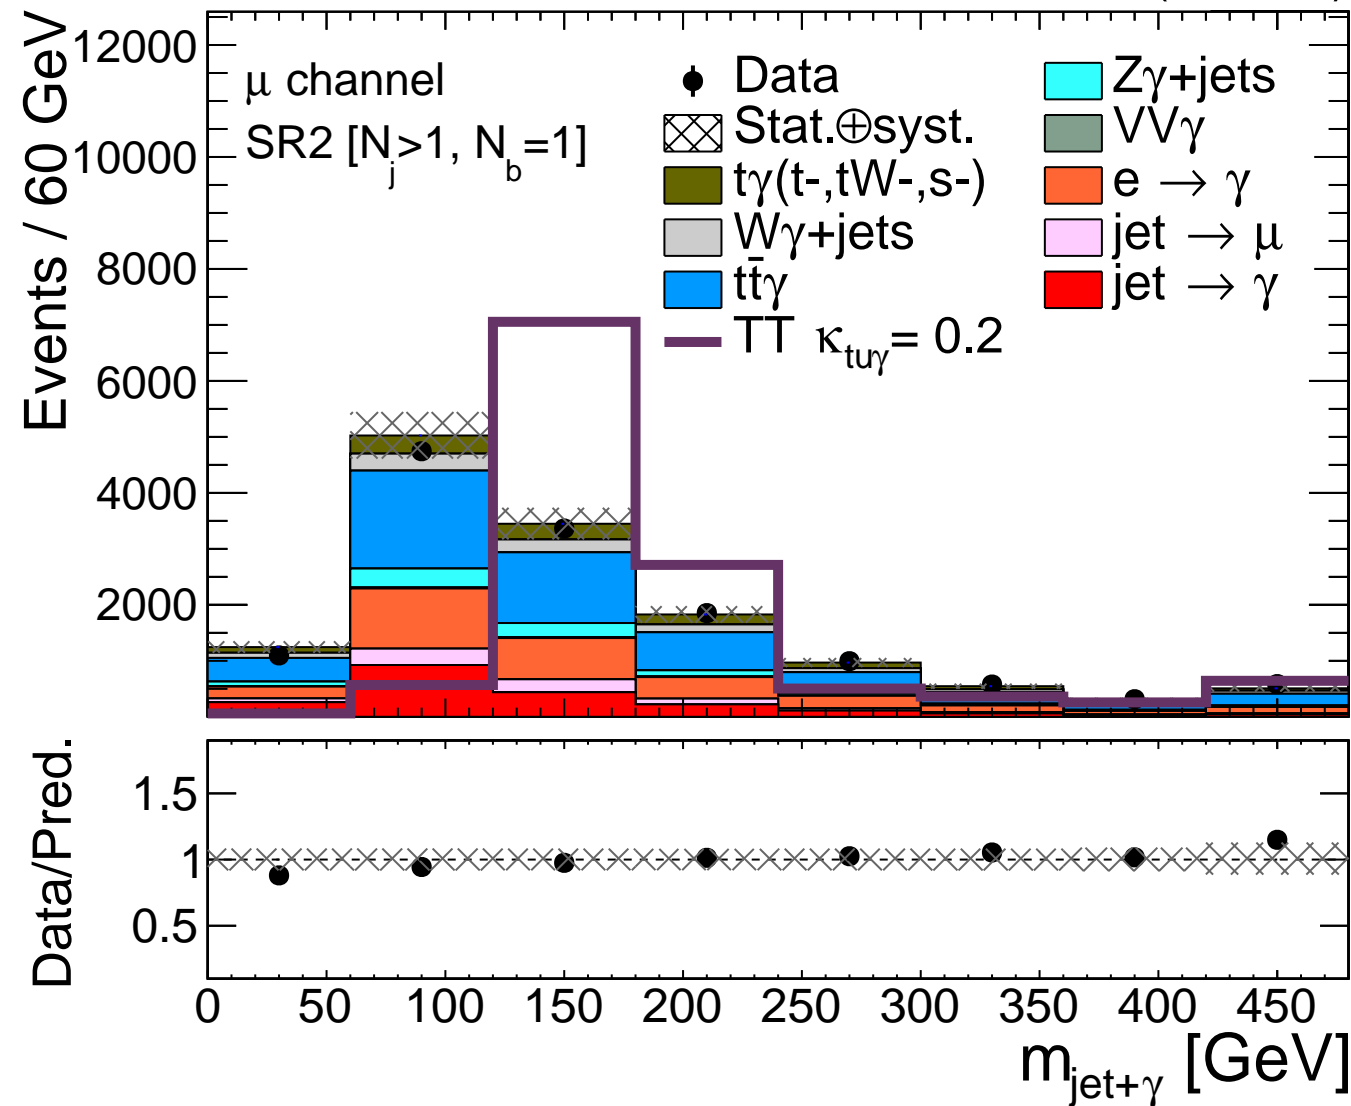 12000
10000
8000
6000
4000
2000
Events / 60 GeV
μ channel
SR2 [N_j>1, N_b=1]
Data
Stat.⊕syst.
tγ(t-,tW-,s-)
Wγ+jets
tt̄γ
TT κ_tuγ= 0.2
Zγ+jets
VVγ
e → γ
jet → μ
jet → γ
Data/Pred.
1.5
1
0.5
0 50 100 150 200 250 300 350 400 450
m_jet+γ [GeV]